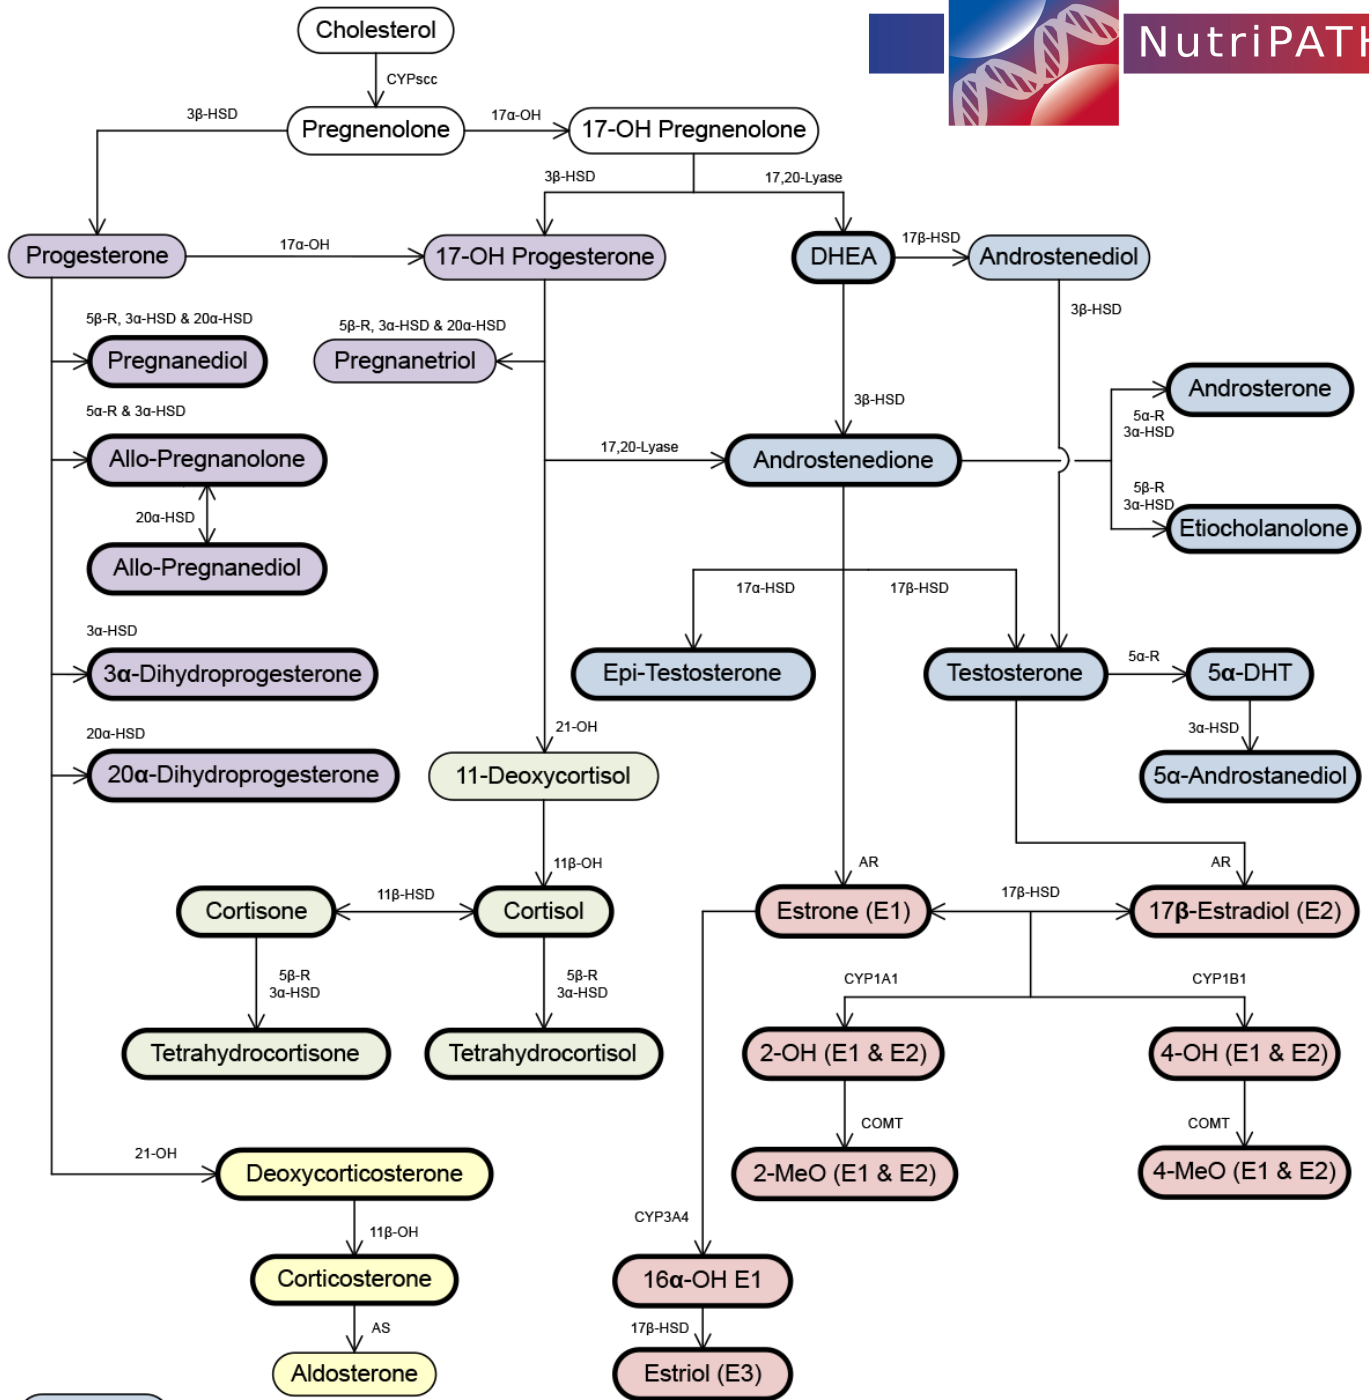 Cholesterol
NutriPATH
CYPscc
3β-HSD
Pregnenolone
17α-OH
17-OH Pregnenolone
3β-HSD
17,20-Lyase
Progesterone
17α-OH
17-OH Progesterone
DHEA
17β-HSD
Androstenediol
3β-HSD
5β-R, 3α-HSD & 20α-HSD
Pregnanediol
5β-R, 3α-HSD & 20α-HSD
Pregnanetriol
Androsterone
5α-R
3α-HSD
3β-HSD
5α-R & 3α-HSD
Allo-Pregnanolone
17,20-Lyase
Androstenedione
5β-R
3α-HSD
Etiocholanolone
20α-HSD
Allo-Pregnanediol
17α-HSD
17β-HSD
3α-HSD
3α-Dihydroprogesterone
Epi-Testosterone
Testosterone
5α-R
5α-DHT
3α-HSD
20α-HSD
20α-Dihydroprogesterone
21-OH
11-Deoxycortisol
5α-Androstanediol
11β-OH
AR
AR
Cortisone
11β-HSD
Cortisol
Estrone (E1)
17β-HSD
17β-Estradiol (E2)
5β-R
3α-HSD
5β-R
3α-HSD
CYP1A1
CYP1B1
Tetrahydrocortisone
Tetrahydrocortisol
2-OH (E1 & E2)
4-OH (E1 & E2)
COMT
COMT
21-OH
Deoxycorticosterone
2-MeO (E1 & E2)
4-MeO (E1 & E2)
11β-OH
CYP3A4
Corticosterone
16α-OH E1
AS
17β-HSD
Aldosterone
Estriol (E3)